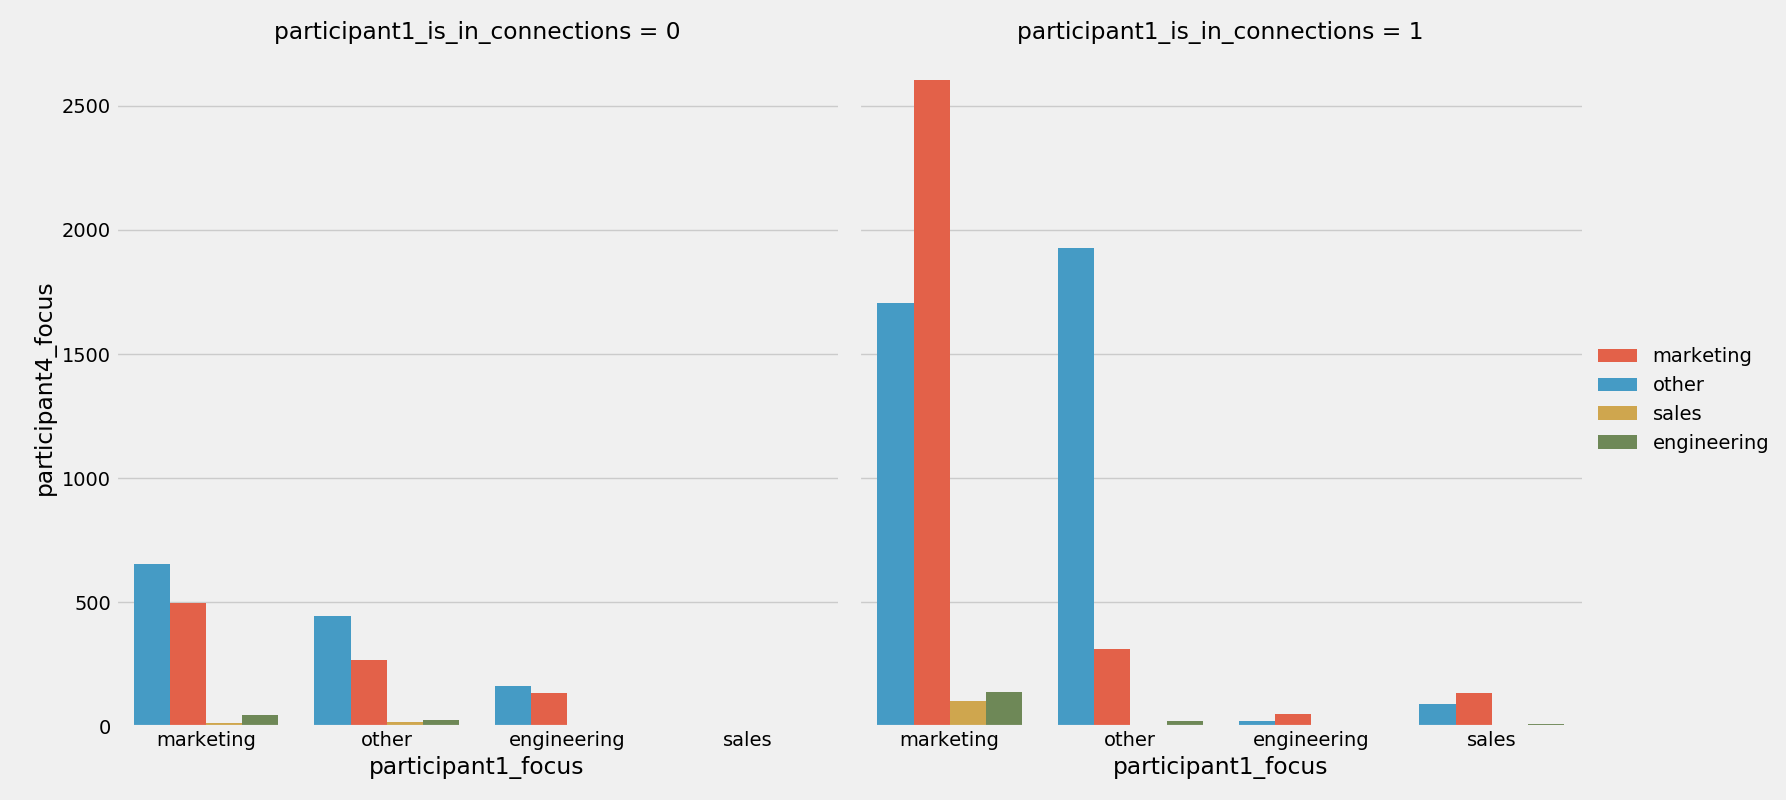 participant1_is_in_connections = 0
participant1_is_in_connections = 1
participant4_focus
2500
2000
1500
1000
500
0
marketing other engineering sales
marketing other engineering sales
participant1_focus
participant1_focus
marketing
other
sales
engineering